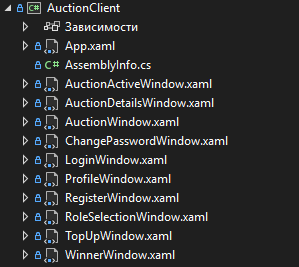 AuctionClient
Зависимости
App.xaml
AssemblyInfo.cs
AuctionActiveWindow.xaml
AuctionDetailsWindow.xaml
AuctionWindow.xaml
ChangePasswordWindow.xaml
LoginWindow.xaml
ProfileWindow.xaml
RegisterWindow.xaml
RoleSelectionWindow.xaml
TopUpWindow.xaml
WinnerWindow.xaml